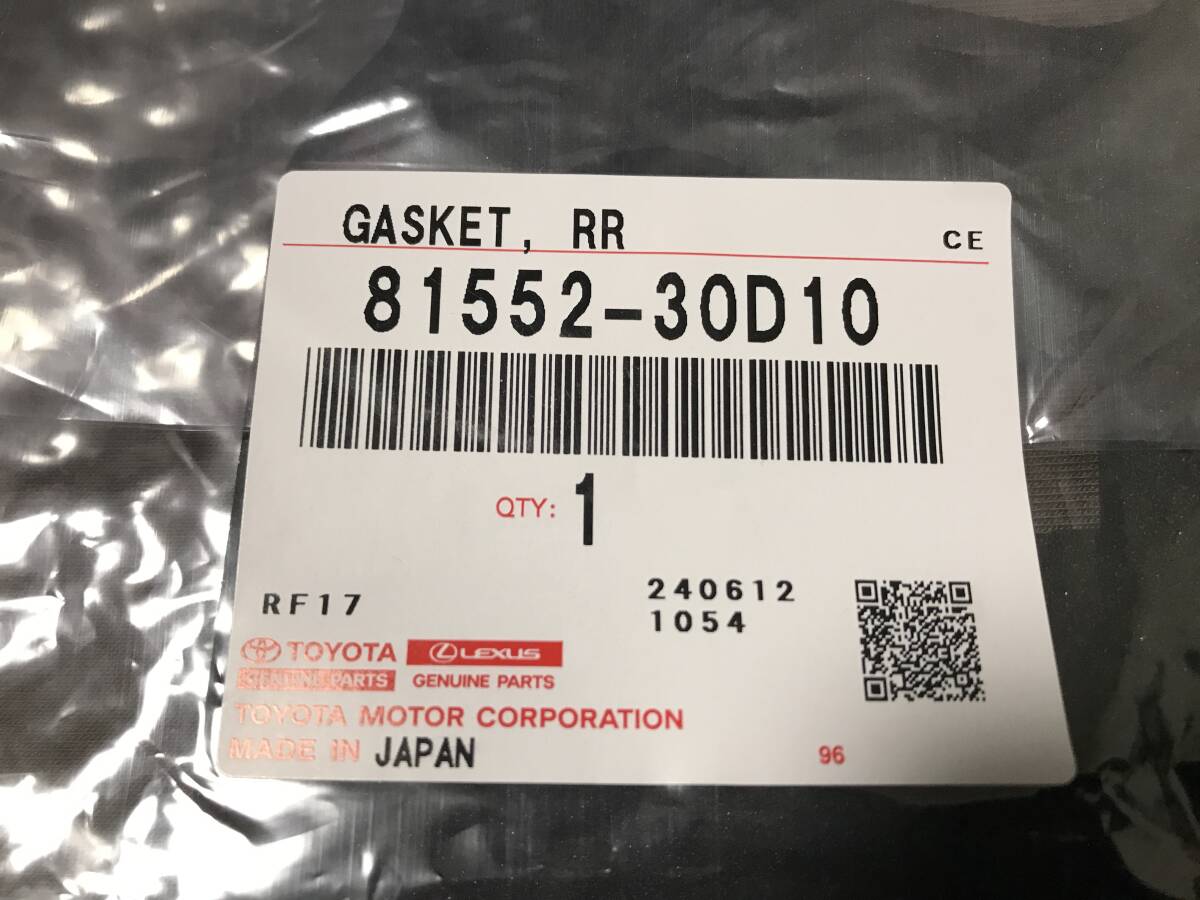 GASKET, RR CE
81552-30D10
QTY: 1
RF17 240612
1054
TOYOTA LEXUS
GENUINE PARTS GENUINE PARTS
TOYOTA MOTOR CORPORATION
MADE IN JAPAN 96